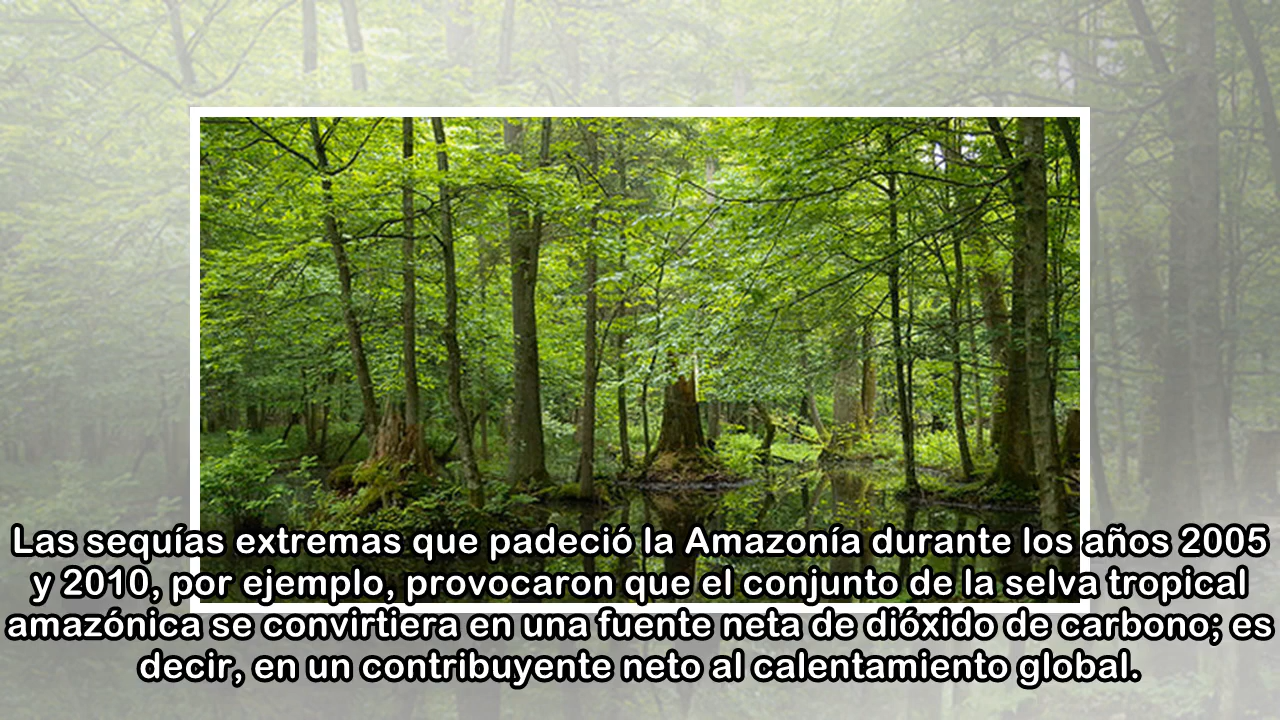 Las sequías extremas que padeció la Amazonía durante los años 2005
y 2010, por ejemplo, provocaron que el conjunto de la selva tropical
amazónica se convirtiera en una fuente neta de dióxido de carbono; es
decir, en un contribuyente neto al calentamiento global.